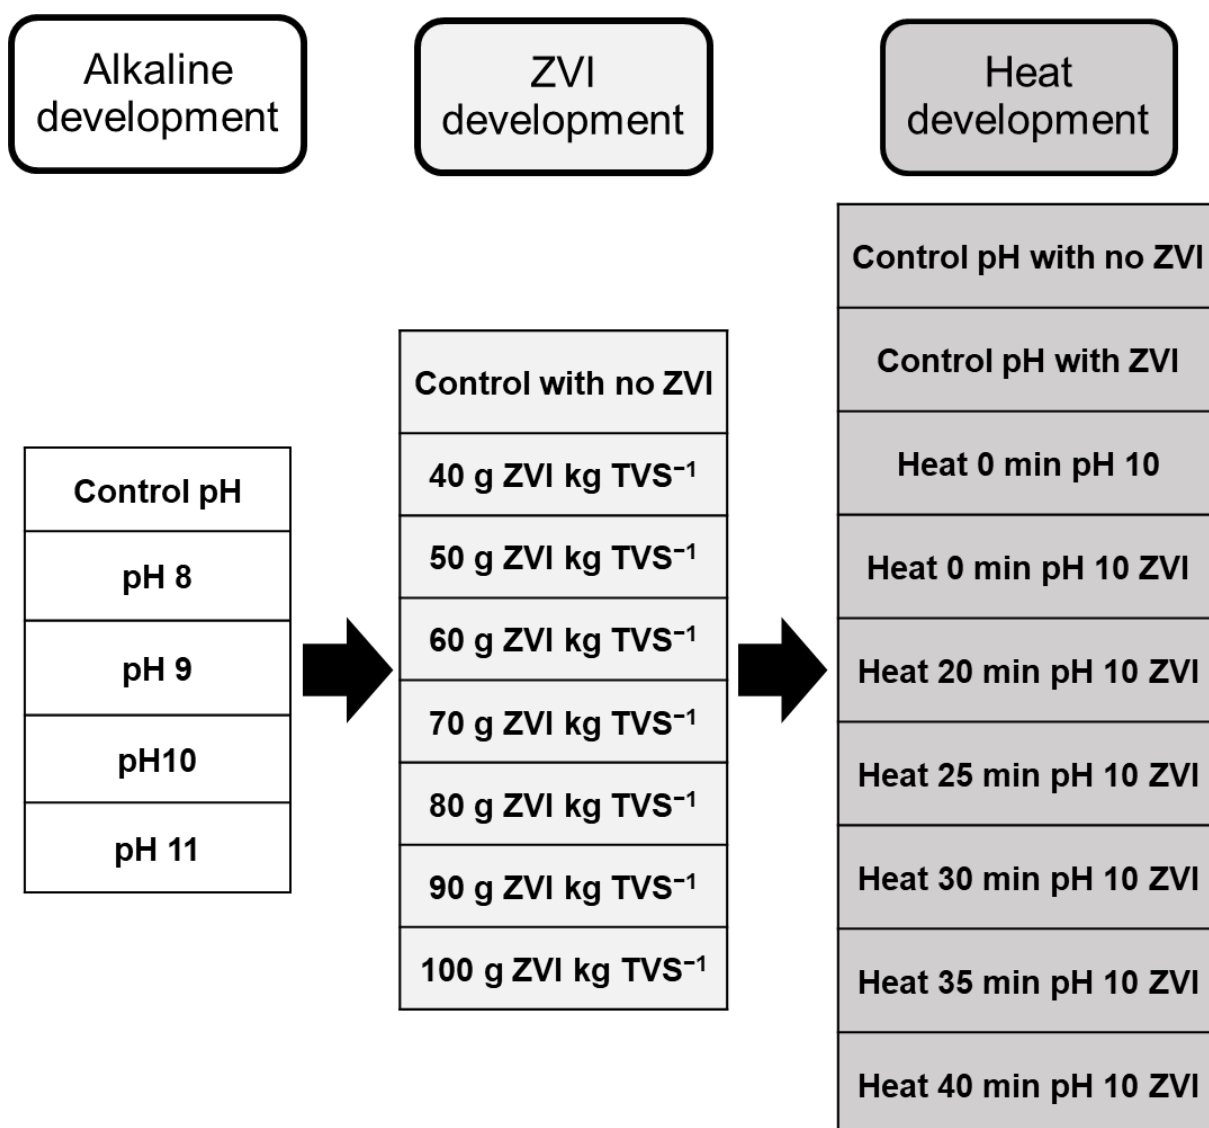 Alkaline
development
ZVI
development
Heat
development
Control pH
pH 8
pH 9
pH10
pH 11
Control with no ZVI
40 g ZVI kg TVS⁻¹
50 g ZVI kg TVS⁻¹
60 g ZVI kg TVS⁻¹
70 g ZVI kg TVS⁻¹
80 g ZVI kg TVS⁻¹
90 g ZVI kg TVS⁻¹
100 g ZVI kg TVS⁻¹
Control pH with no ZVI
Control pH with ZVI
Heat 0 min pH 10
Heat 0 min pH 10 ZVI
Heat 20 min pH 10 ZVI
Heat 25 min pH 10 ZVI
Heat 30 min pH 10 ZVI
Heat 35 min pH 10 ZVI
Heat 40 min pH 10 ZVI